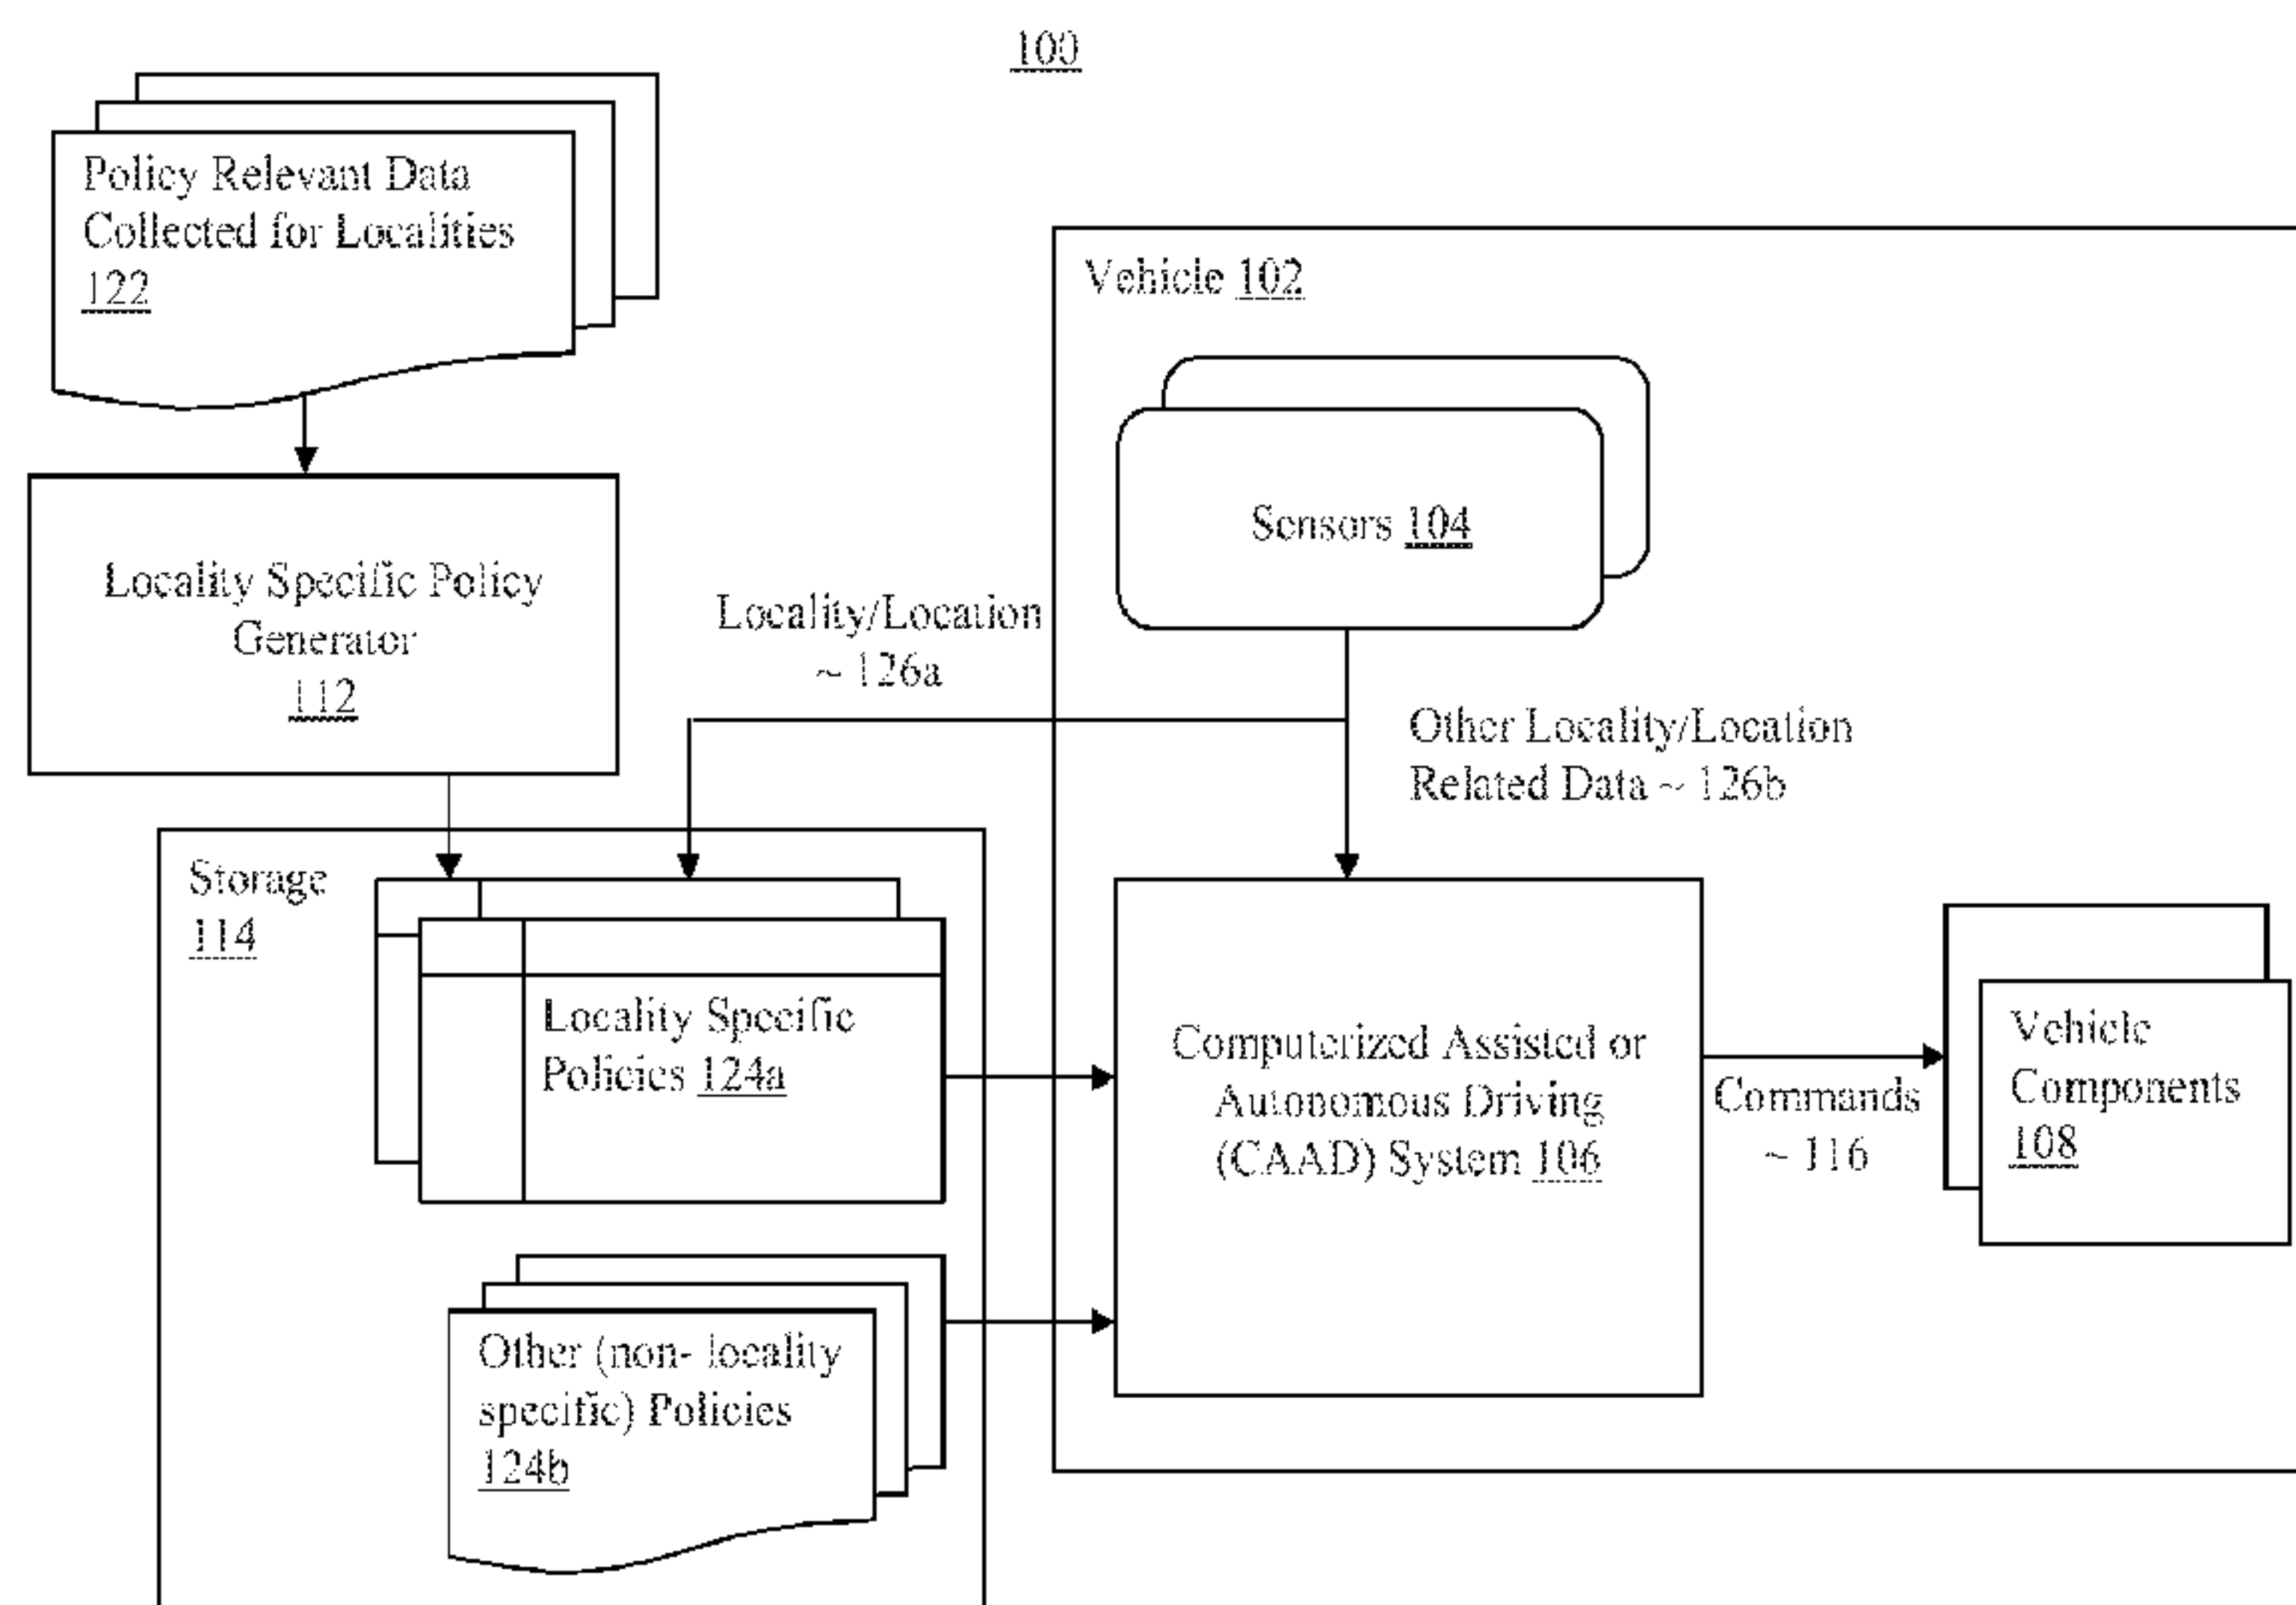 100
Policy Relevant Data
Collected for Localities
122
Vehicle 102
Sensors 104
Locality Specific Policy
Generator
112
Locality/Location
~ 126a
Other Locality/Location
Related Data ~ 126b
Storage
114
Locality Specific
Policies 124a
Computerized Assisted or
Autonomous Driving
(CAAD) System 106
Commands
~ 116
Vehicle
Components
108
Other (non- locality
specific) Policies
124b